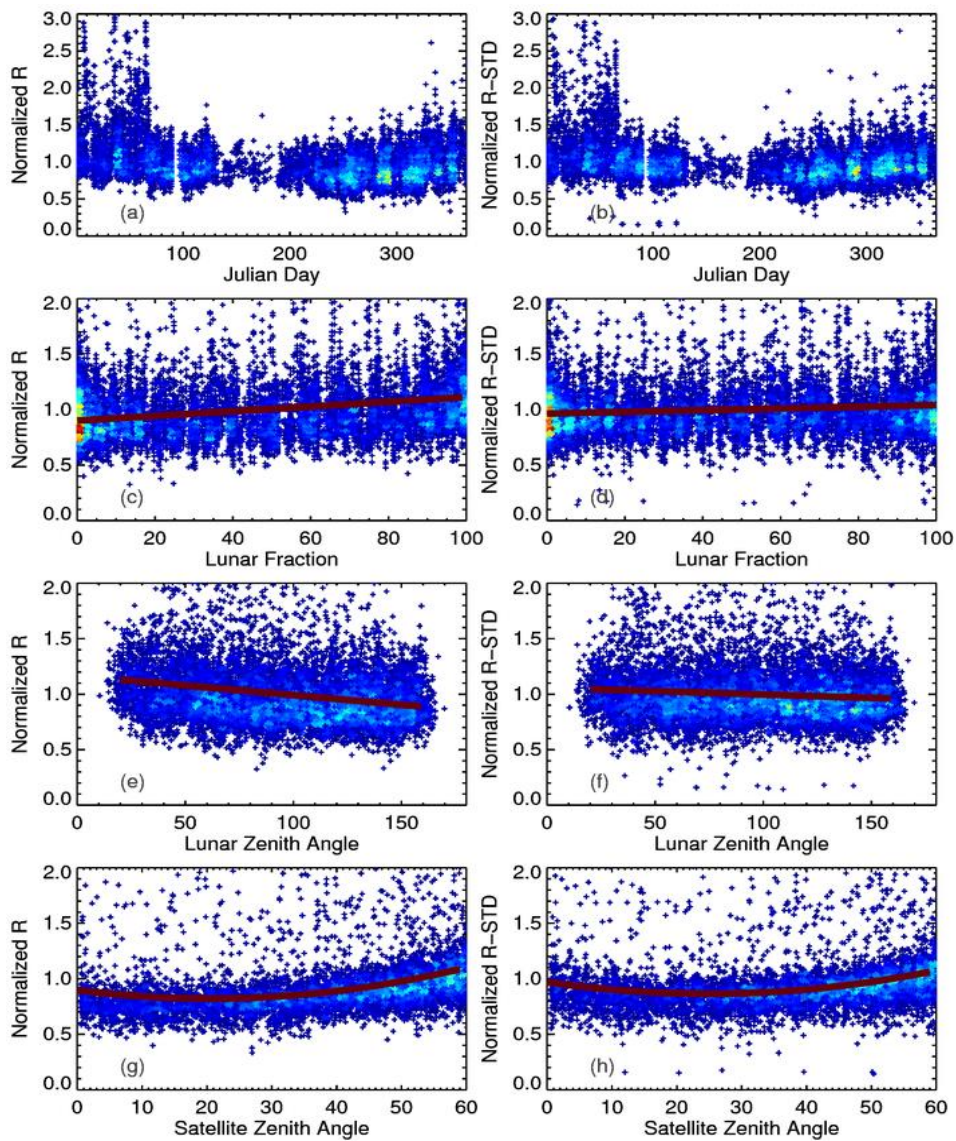 3.0 3.0
2.5 2.5
2.0 2.0
1.5 1.5
1.0 1.0
0.5 0.5
0.0 0.0
Normalized R Normalized R-STD
(a) (b)
100 200 300 100 200 300
Julian Day Julian Day
2.0 2.0
1.5 1.5
1.0 1.0
0.5 0.5
0.0 0.0
Normalized R Normalized R-STD
(c) (d)
0 20 40 60 80 100 0 20 40 60 80 100
Lunar Fraction Lunar Fraction
2.0 2.0
1.5 1.5
1.0 1.0
0.5 0.5
0.0 0.0
Normalized R Normalized R-STD
(e) (f)
0 50 100 150 0 50 100 150
Lunar Zenith Angle Lunar Zenith Angle
2.0 2.0
1.5 1.5
1.0 1.0
0.5 0.5
0.0 0.0
Normalized R Normalized R-STD
(g) (h)
0 10 20 30 40 50 60 0 10 20 30 40 50 60
Satellite Zenith Angle Satellite Zenith Angle